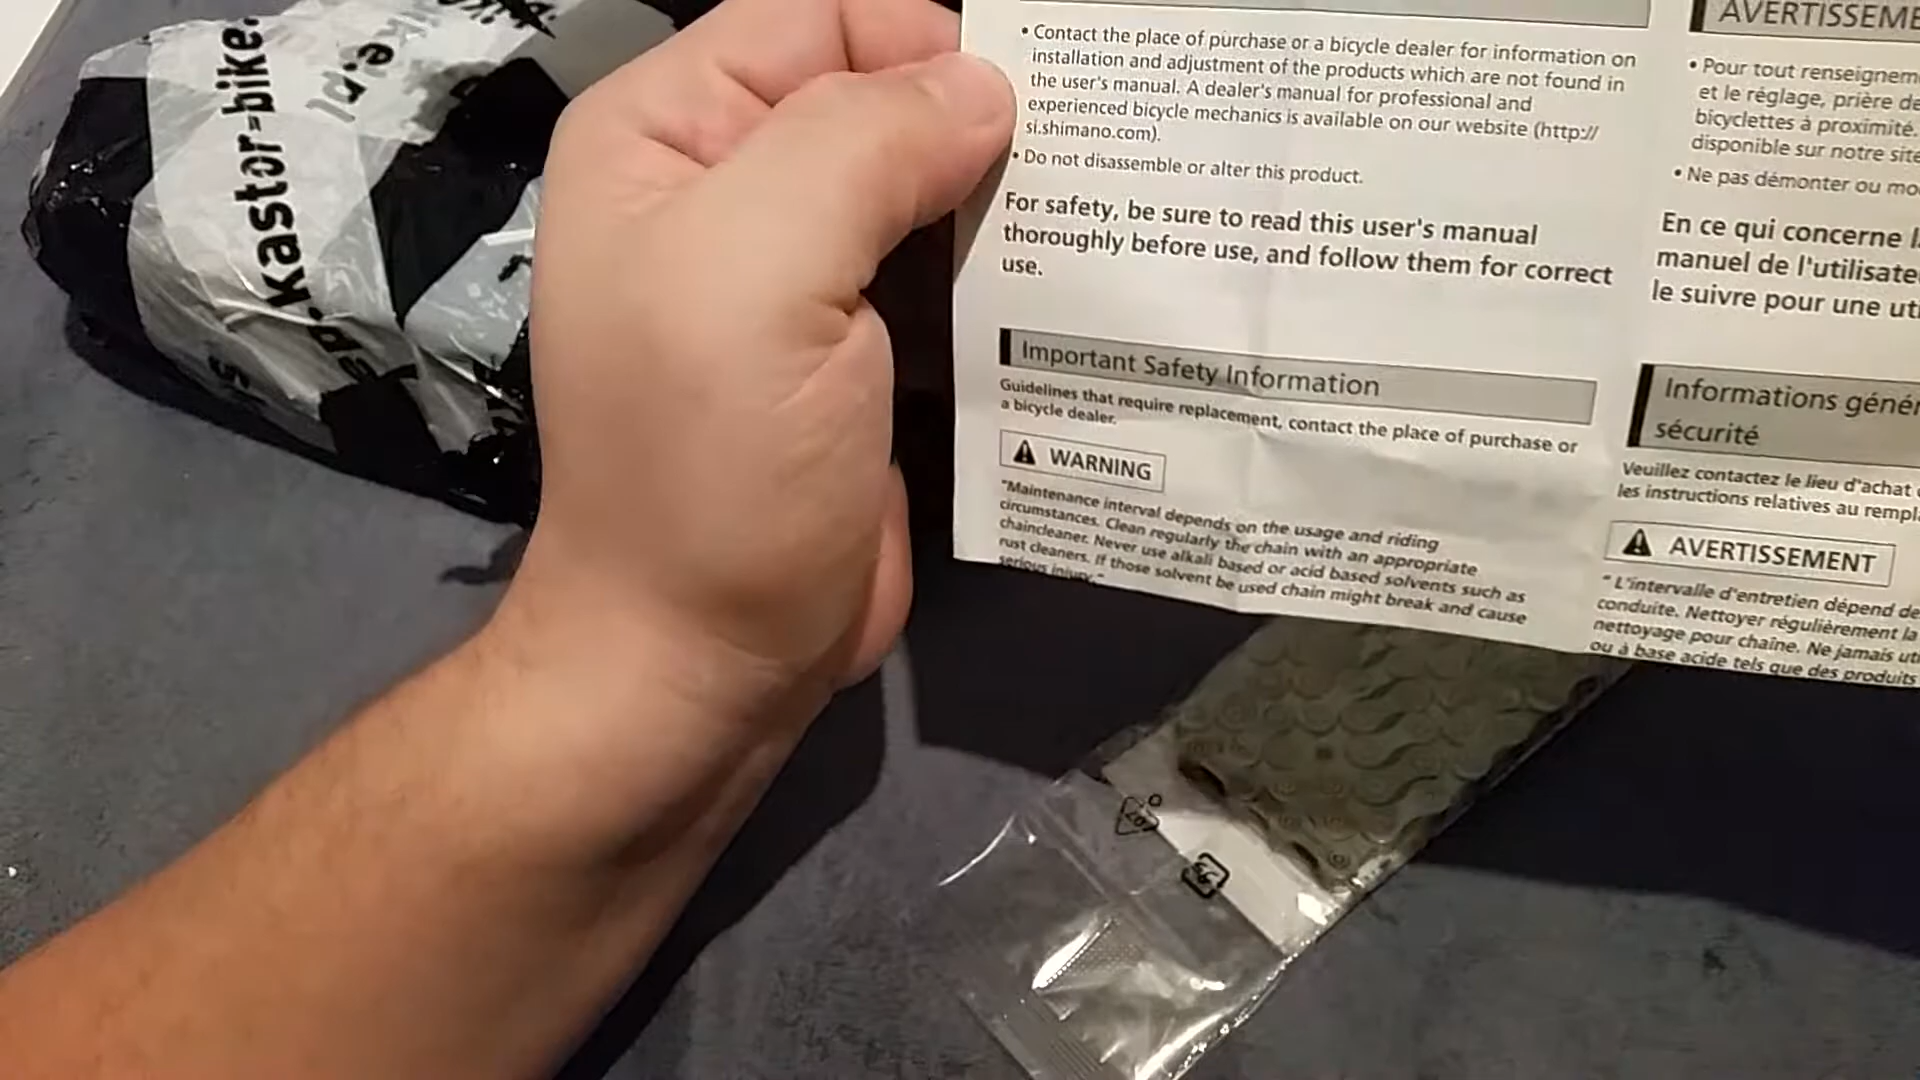 kastor-bike.
e.pl
• Contact the place of purchase or a bicycle dealer for information on
installation and adjustment of the products which are not found in
the user's manual. A dealer's manual for professional and
experienced bicycle mechanics is available on our website (http://
si.shimano.com).
• Do not disassemble or alter this product.
For safety, be sure to read this user's manual
thoroughly before use, and follow them for correct
use.
Important Safety Information
Guidelines that require replacement, contact the place of purchase or
a bicycle dealer.
WARNING
"Maintenance interval depends on the usage and riding
circumstances. Clean regularly the chain with an appropriate
chaincleaner. Never use alkali based or acid based solvents such as
rust cleaners. If those solvent be used chain might break and cause
serious injury."
AVERTISSEME
• Pour tout renseigneme
et le réglage, prière de
bicyclettes à proximité.
disponible sur notre site
• Ne pas démonter ou mo
En ce qui concerne l
manuel de l'utilisate
le suivre pour une uti
Informations génér
sécurité
Veuillez contactez le lieu d'achat
les instructions relatives au rempla
AVERTISSEMENT
" L'intervalle d'entretien dépend de
conduite. Nettoyer régulièrement la
nettoyage pour chaîne. Ne jamais uti
ou à base acide tels que des produits